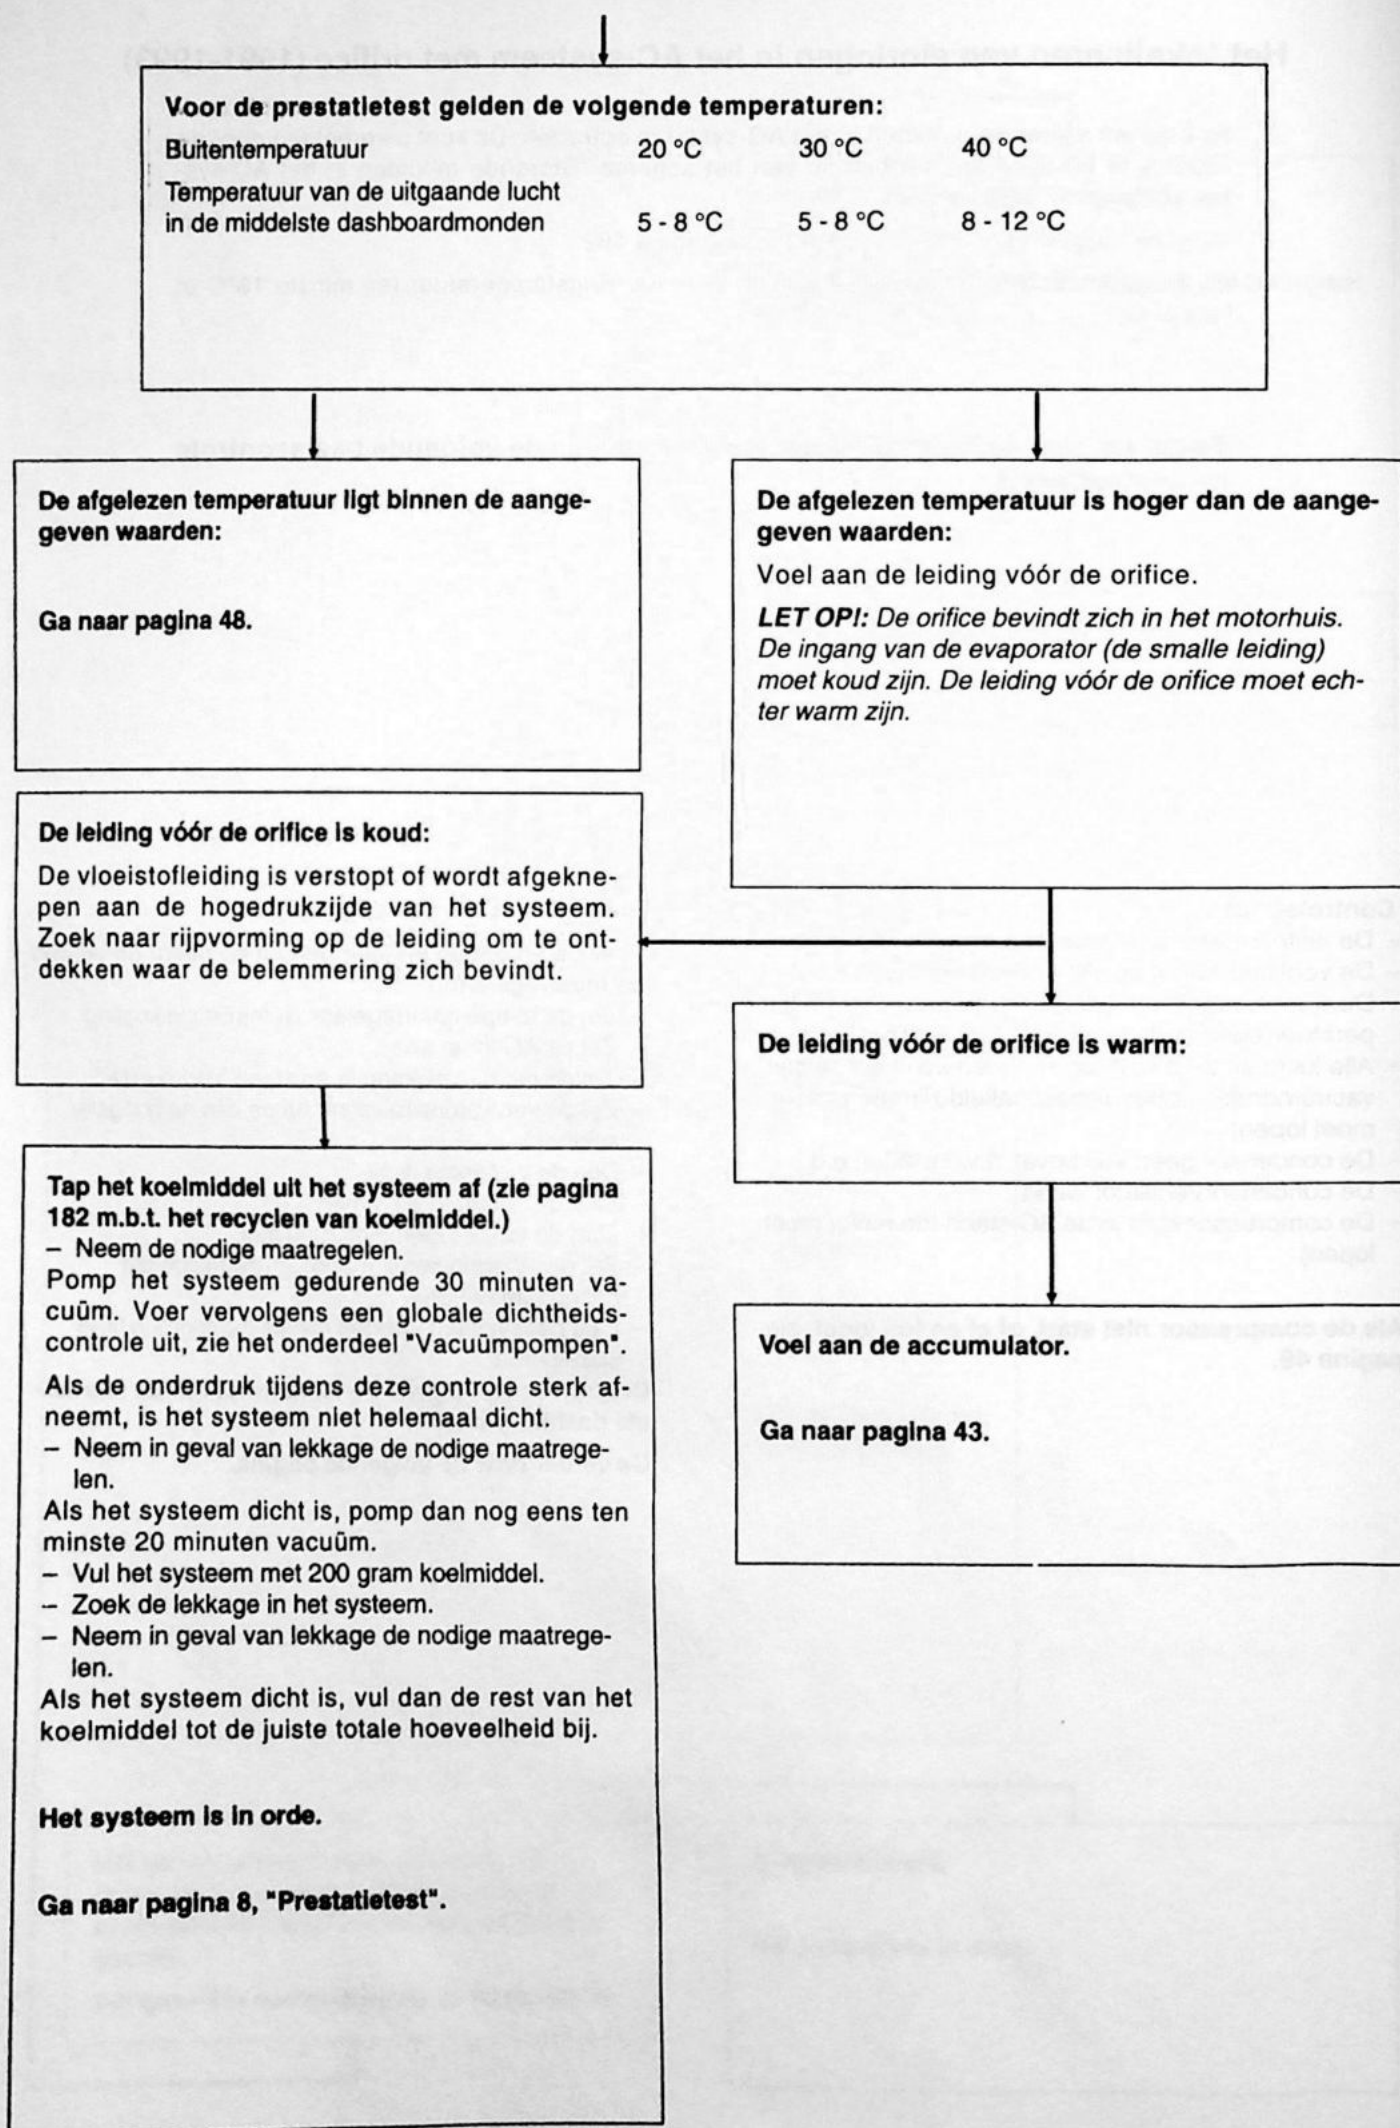 Voor de prestatietest gelden de volgende temperaturen:
Buitentemperatuur 20 °C 30 °C 40 °C
Temperatuur van de uitgaande lucht
in de middelste dashboardmonden 5 - 8 °C 5 - 8 °C 8 - 12 °C
De afgelezen temperatuur ligt binnen de aange-
geven waarden:
Ga naar pagina 48.
De afgelezen temperatuur is hoger dan de aange-
geven waarden:
Voel aan de leiding vóór de orifice.
LET OP!: De orifice bevindt zich in het motorhuis.
De ingang van de evaporator (de smalle leiding)
moet koud zijn. De leiding vóór de orifice moet ech-
ter warm zijn.
De leiding vóór de orifice is koud:
De vloeistofleiding is verstopt of wordt afgekne-
pen aan de hogedrukzijde van het systeem.
Zoek naar rijpvorming op de leiding om te ont-
dekken waar de belemmering zich bevindt.
De leiding vóór de orifice is warm:
Tap het koelmiddel uit het systeem af (zie pagina
182 m.b.t. het recyclen van koelmiddel.)
– Neem de nodige maatregelen.
Pomp het systeem gedurende 30 minuten va-
cuüm. Voer vervolgens een globale dichtheids-
controle uit, zie het onderdeel "Vacuümpompen".
Als de onderdruk tijdens deze controle sterk af-
neemt, is het systeem niet helemaal dicht.
– Neem in geval van lekkage de nodige maatrege-
len.
Als het systeem dicht is, pomp dan nog eens ten
minste 20 minuten vacuüm.
– Vul het systeem met 200 gram koelmiddel.
– Zoek de lekkage in het systeem.
– Neem in geval van lekkage de nodige maatrege-
len.
Als het systeem dicht is, vul dan de rest van het
koelmiddel tot de juiste totale hoeveelheid bij.
Het systeem is in orde.
Ga naar pagina 8, "Prestatietest".
Voel aan de accumulator.
Ga naar pagina 43.